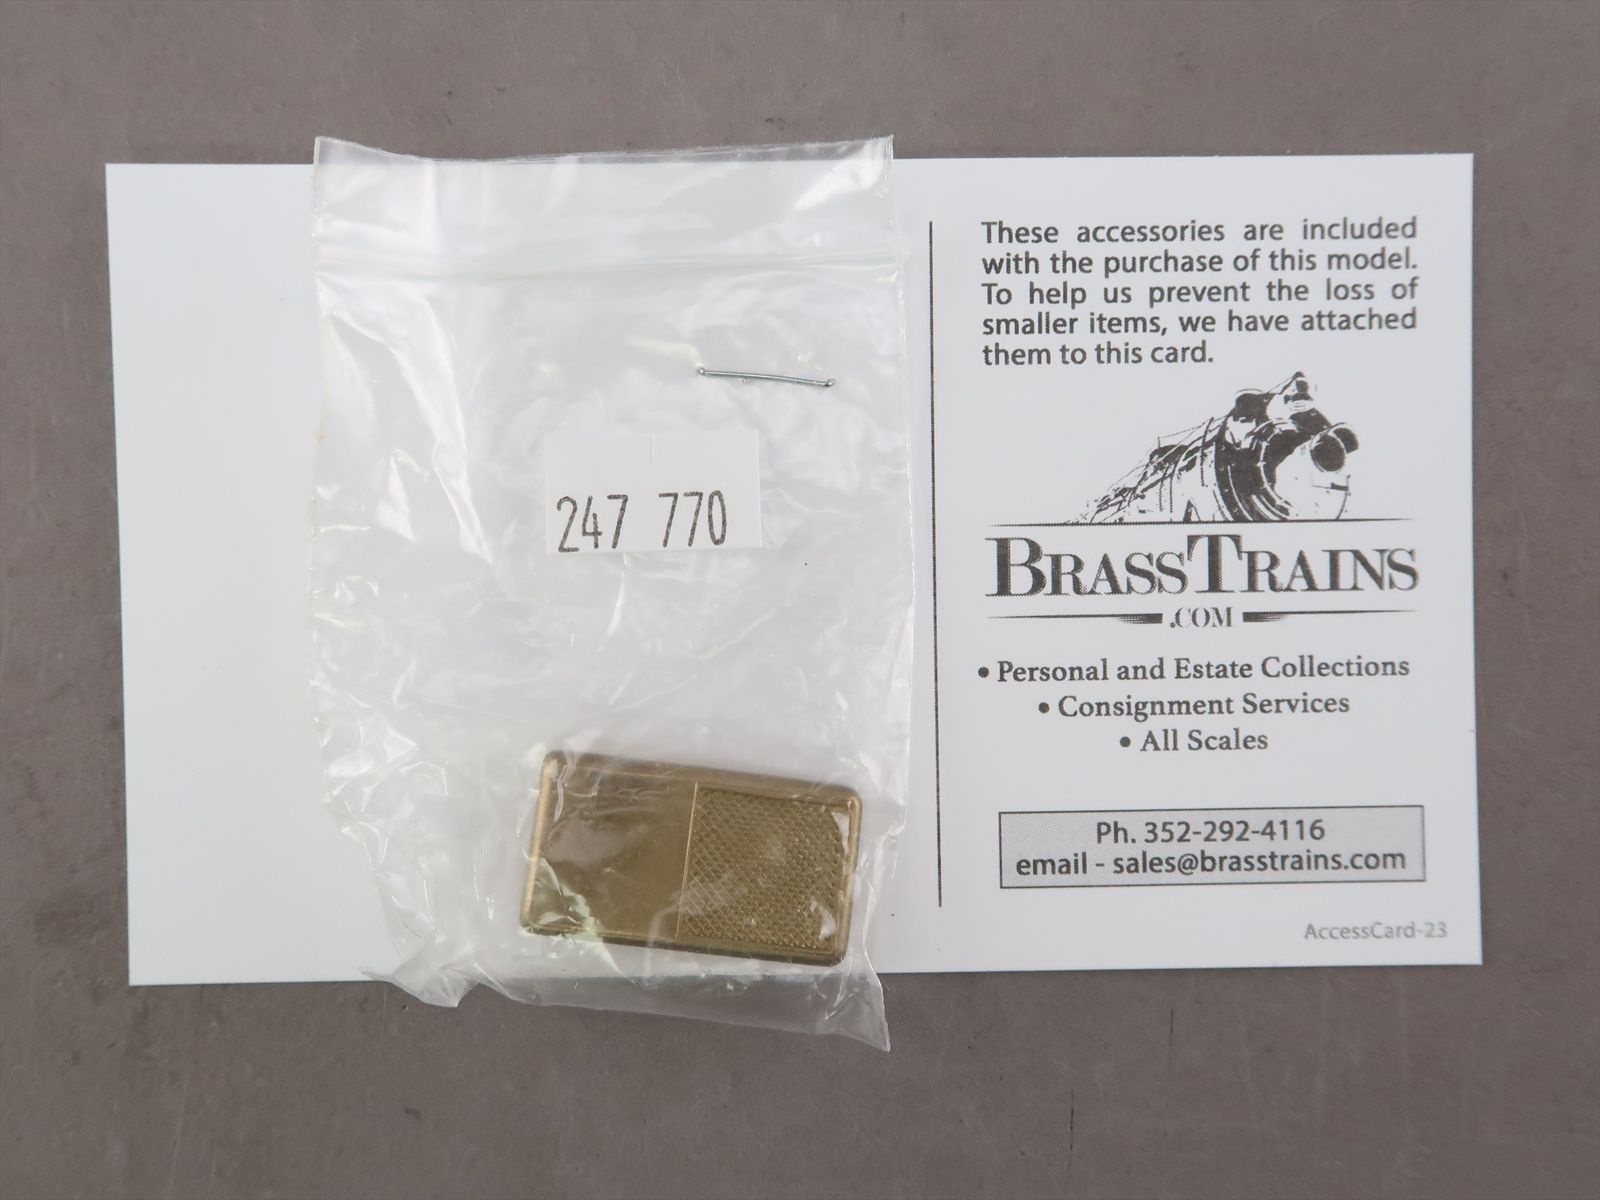 247 770
These accessories are included
with the purchase of this model.
To help us prevent the loss of
smaller items, we have attached
them to this card.
BRASSTRAINS
.COM
• Personal and Estate Collections
• Consignment Services
• All Scales
Ph. 352-292-4116
email - sales@brasstrains.com
AccessCard-23